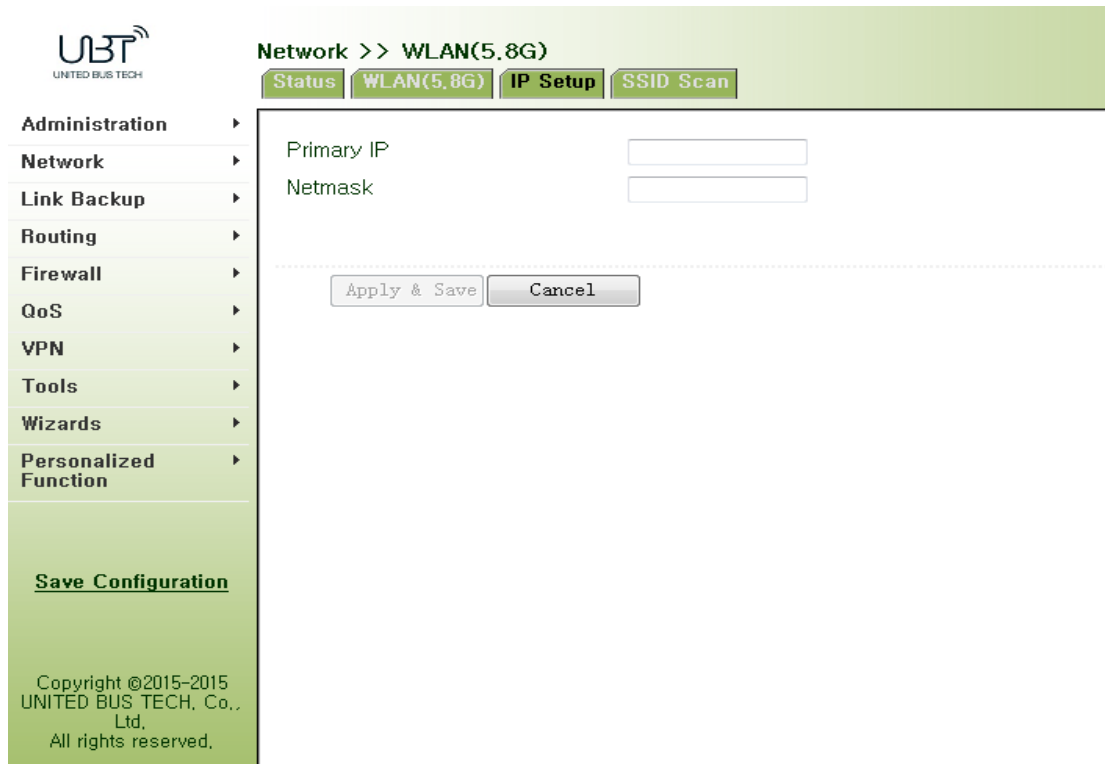 UBT
UNITED BUS TECH
Network >> WLAN(5.8G)
Status WLAN(5.8G) IP Setup SSID Scan
Administration
Network
Link Backup
Routing
Firewall
QoS
VPN
Tools
Wizards
Personalized
Function
Primary IP
Netmask
Apply & Save Cancel
Save Configuration
Copyright ©2015-2015
UNITED BUS TECH. Co.,
Ltd.
All rights reserved.